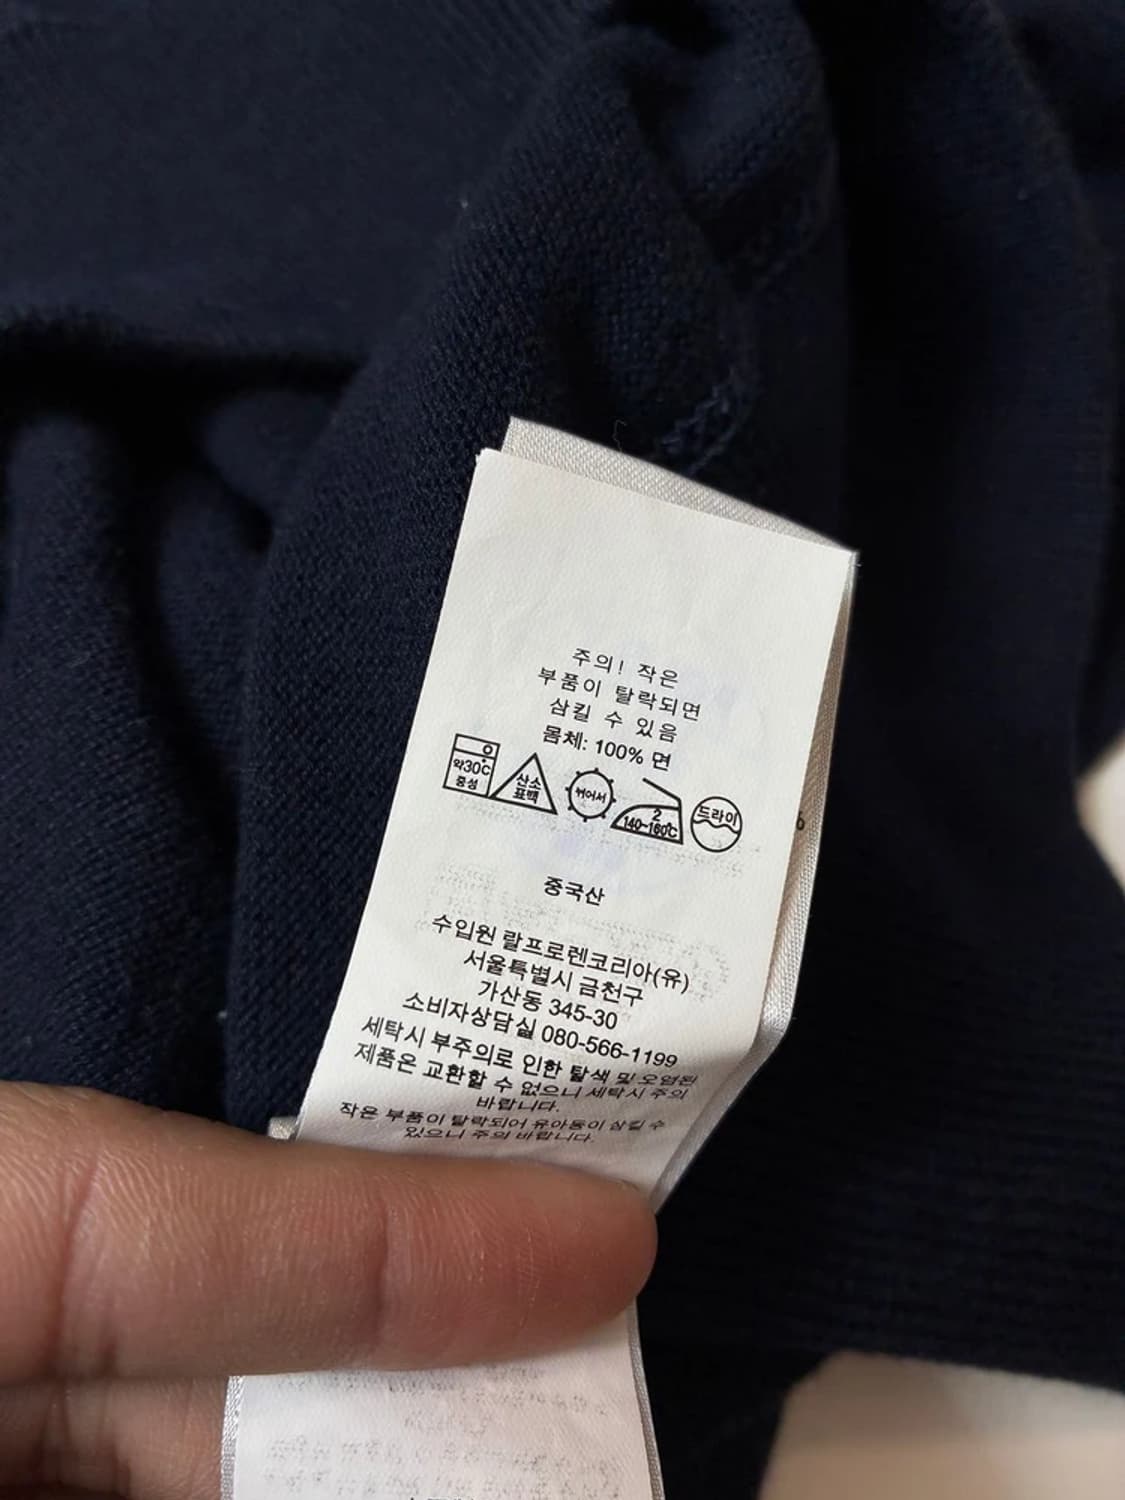 주의! 작은
부품이 탈락되면
삼킬 수 있음
몸체: 100% 면
약30℃
중성
산소
표백
뉘어서
2
140~160℃
드라이
중국산
수입원 랄프로렌코리아(유)
서울특별시 금천구
가산동 345-30
소비자상담실 080-566-1199
세탁시 부주의로 인한 탈색 및 오염된
제품은 교환할 수 없으니 세탁시 주의
바랍니다.
작은 부품이 탈락되어 유아동이 삼킬 수
있으니 주의 바랍니다.